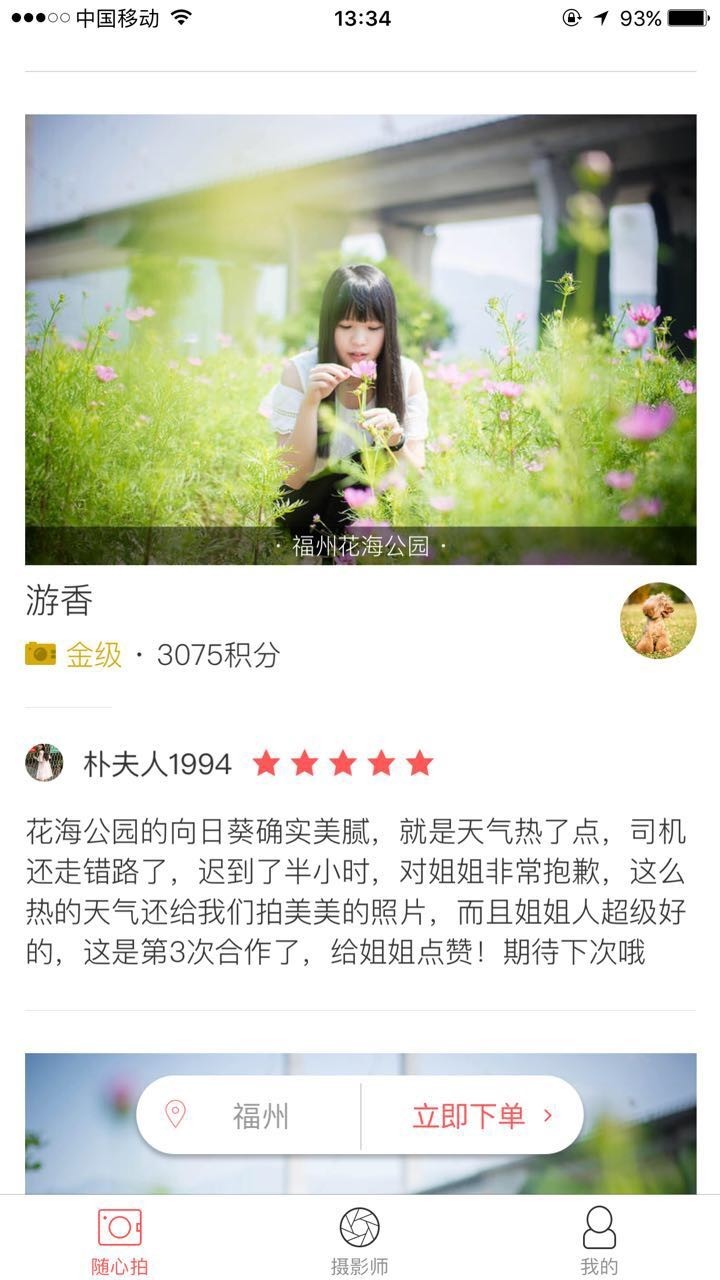 中国移动
13:34
93%
· 福州花海公园 ·
游香
金级 · 3075积分
朴夫人1994
花海公园的向日葵确实美腻，就是天气热了点，司机
还走错路了，迟到了半小时，对姐姐非常抱歉，这么
热的天气还给我们拍美美的照片，而且姐姐人超级好
的，这是第3次合作了，给姐姐点赞！期待下次哦
福州
立即下单 ›
随心拍
摄影师
我的